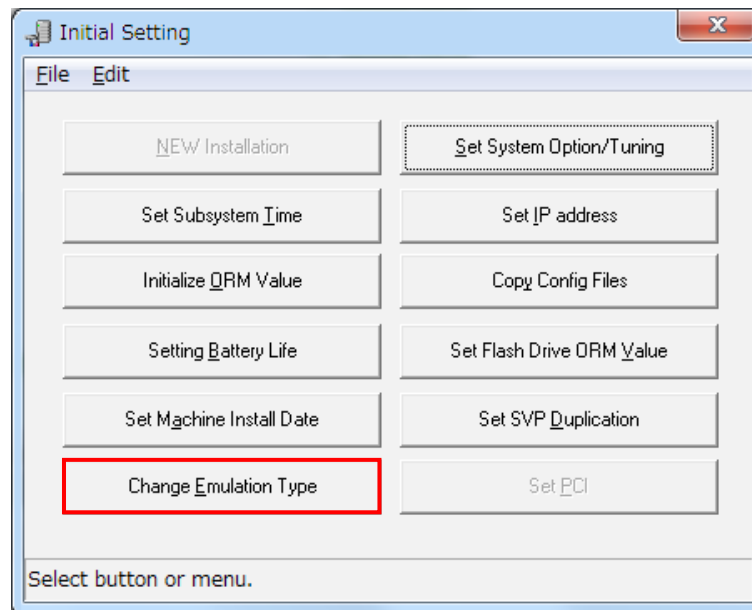 Initial Setting
File Edit
NEW Installation
Set System Option/Tuning
Set Subsystem Time
Set IP address
Initialize ORM Value
Copy Config Files
Setting Battery Life
Set Flash Drive ORM Value
Set Machine Install Date
Set SVP Duplication
Change Emulation Type
Set PCI
Select button or menu.